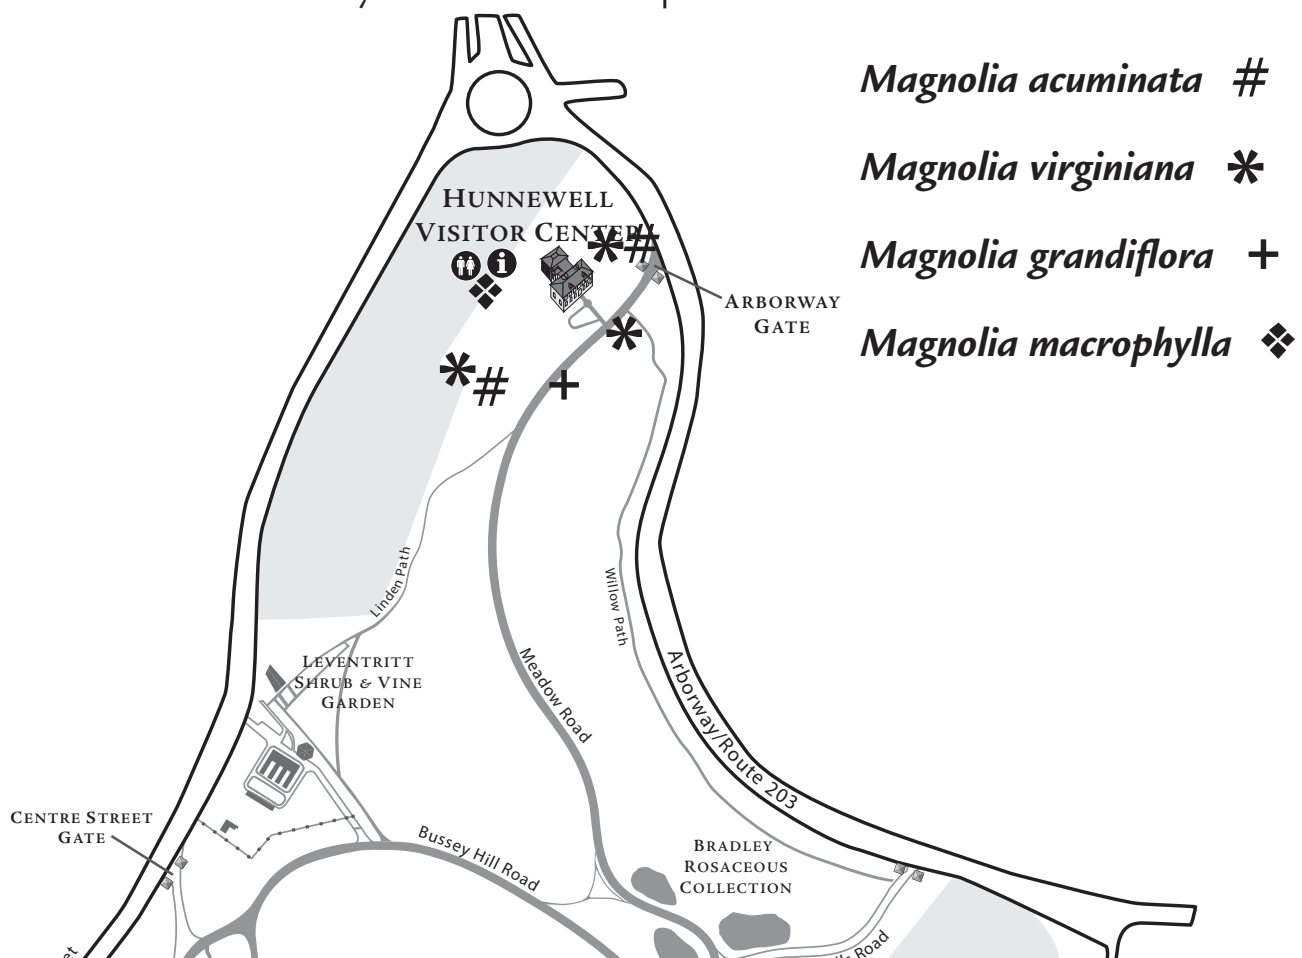 Magnolia acuminata #
Magnolia virginiana *
Magnolia grandiflora +
Magnolia macrophylla ❖
HUNNEWELL
VISITOR CENTER
* #
i
❖
ARBORWAY
GATE
*
* #
+
Linden Path
Willow Path
LEVENTRITT
SHRUB & VINE
GARDEN
Meadow Road
Arborway/Route 203
CENTRE STREET
GATE
Bussey Hill Road
BRADLEY
ROSACEOUS
COLLECTION
Road